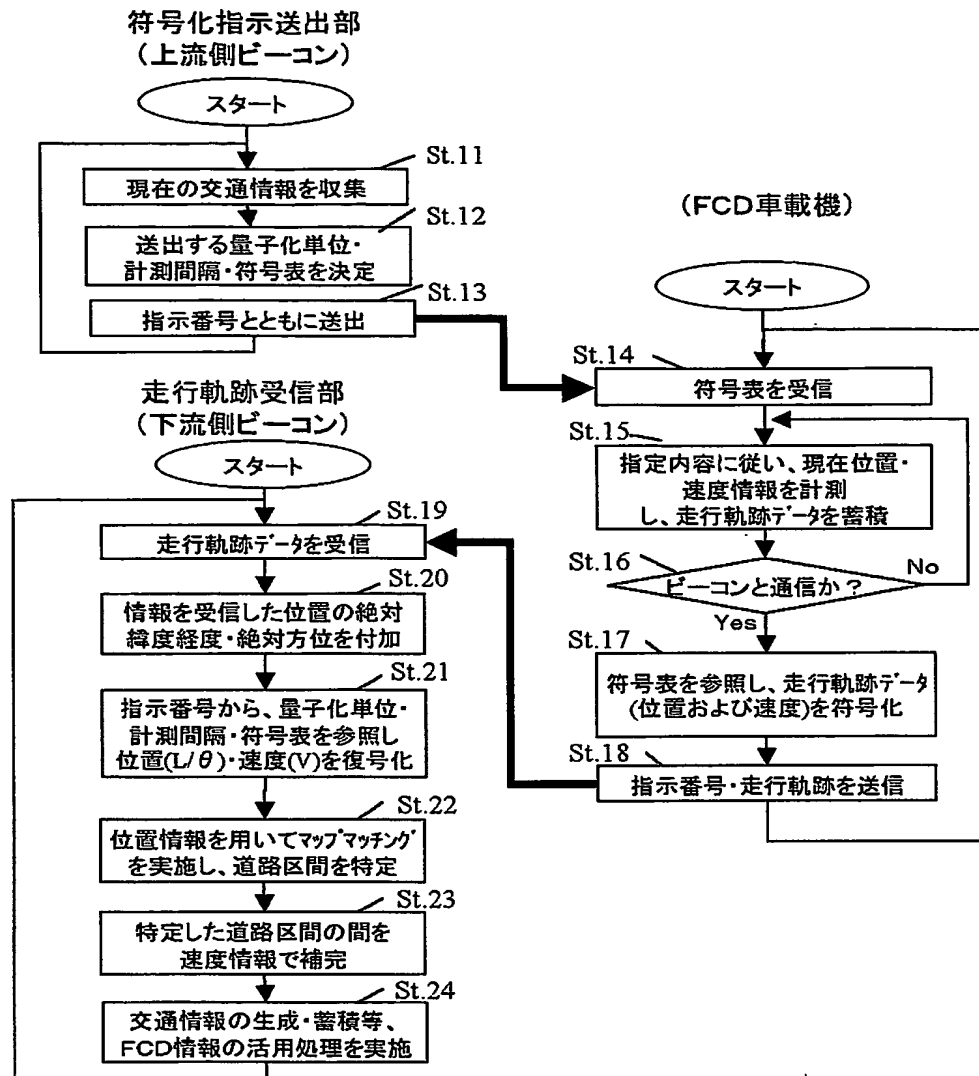 符号化指示送出部
（上流側ビーコン）
スタート
St.11
現在の交通情報を収集
St.12
送出する量子化単位・
計測間隔・符号表を決定
St.13
指示番号とともに送出
（FCD車載機）
スタート
St.14
符号表を受信
St.15
指定内容に従い、現在位置・
速度情報を計測
し、走行軌跡データを蓄積
St.16
ビーコンと通信か？
No
Yes
St.17
符号表を参照し、走行軌跡データ
(位置および速度)を符号化
St.18
指示番号・走行軌跡を送信
走行軌跡受信部
（下流側ビーコン）
スタート
St.19
走行軌跡データを受信
St.20
情報を受信した位置の絶対
緯度経度・絶対方位を付加
St.21
指示番号から、量子化単位・
計測間隔・符号表を参照し
位置(L/θ)・速度(V)を復号化
St.22
位置情報を用いてマップマッチング
を実施し、道路区間を特定
St.23
特定した道路区間の間を
速度情報で補完
St.24
交通情報の生成・蓄積等、
FCD情報の活用処理を実施